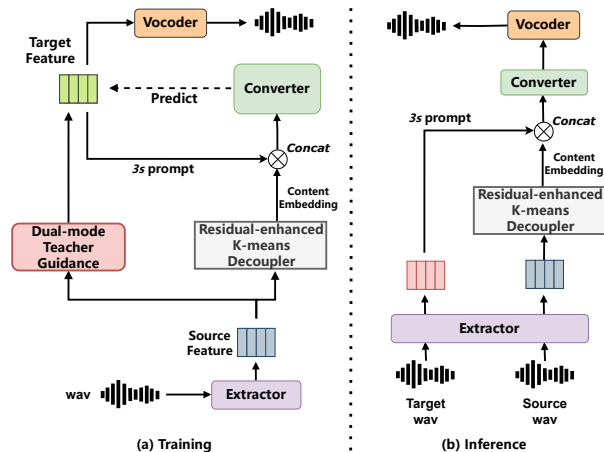 Vocoder
Target
Feature
Predict
Converter
Concat
3s prompt
Content
Embedding
Dual-mode
Teacher
Guidance
Residual-enhanced
K-means
Decoupler
Source
Feature
wav
Extractor
(a) Training
Vocoder
Converter
3s prompt
Concat
Content
Embedding
Residual-enhanced
K-means
Decoupler
Extractor
Target
wav
Source
wav
(b) Inference